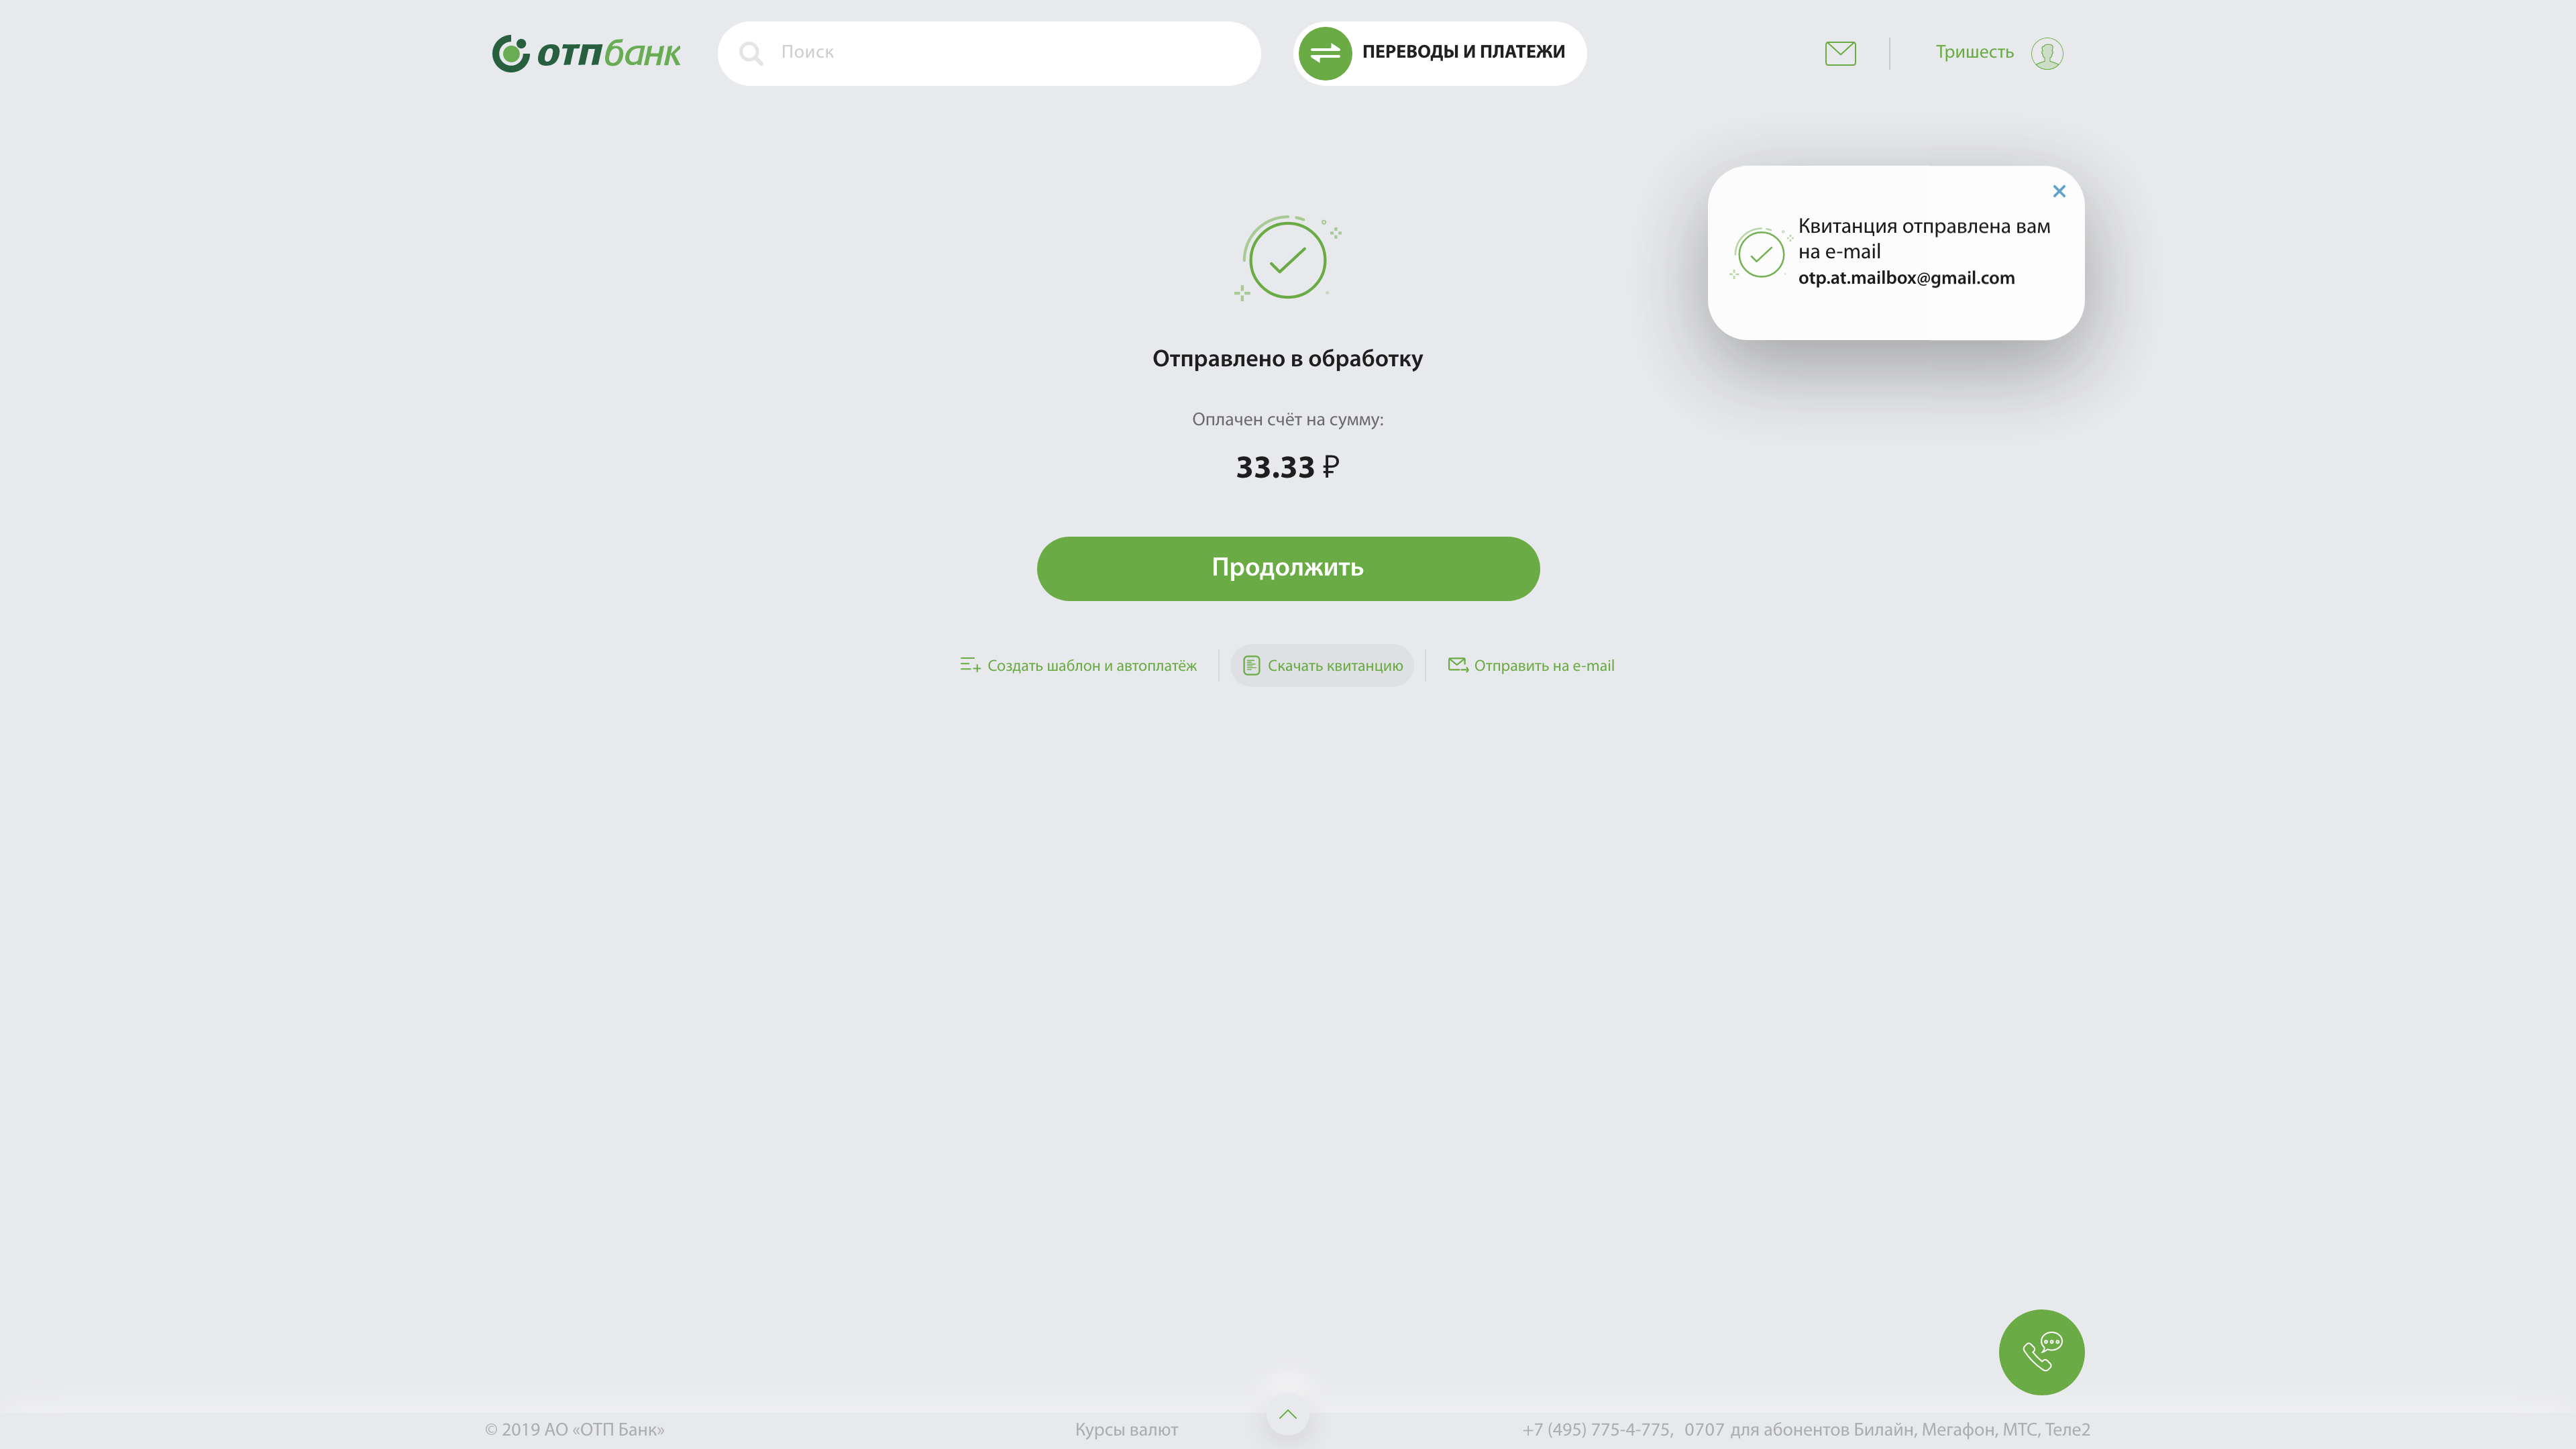 отпбанк
Поиск
ПЕРЕВОДЫ И ПЛАТЕЖИ
Тришесть
Квитанция отправлена вам
на e-mail
otp.at.mailbox@gmail.com
Отправлено в обработку
Оплачен счёт на сумму:
33.33 ₽
Продолжить
Создать шаблон и автоплатёж
Скачать квитанцию
Отправить на e-mail
© 2019 АО «ОТП Банк»
Курсы валют
+7 (495) 775-4-775, 0707 для абонентов Билайн, Мегафон, МТС, Теле2